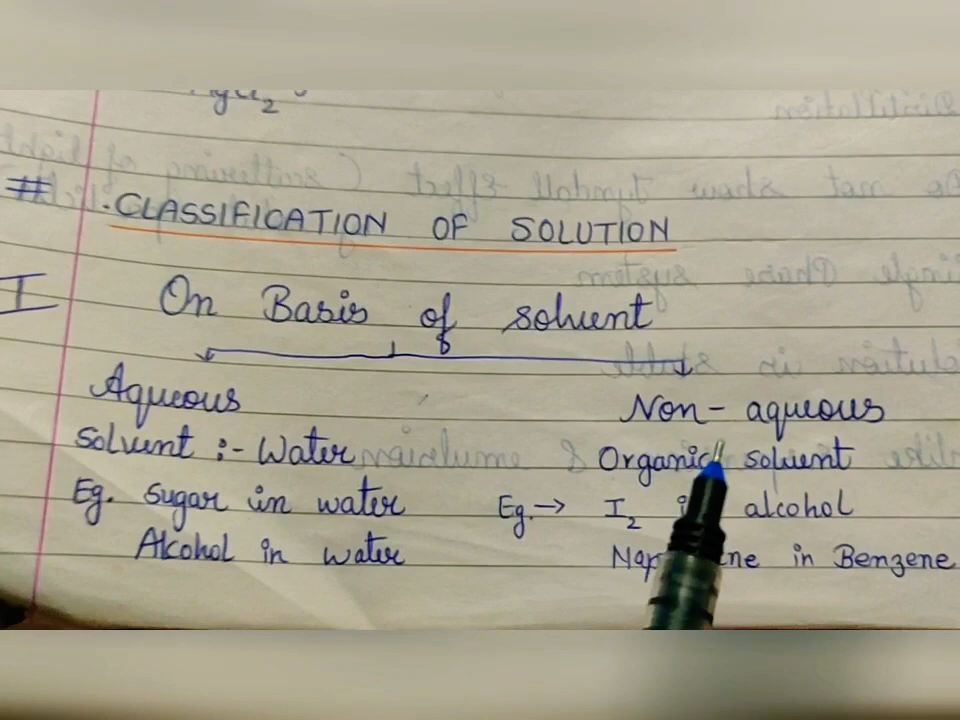 # CLASSIFICATION OF SOLUTION
I On Basis of solvent
Aqueous Non-aqueous
Solvent :- Water Organic solvent
Eg. Sugar in water Eg.→ I2 alcohol
Alcohol in water in Benzene